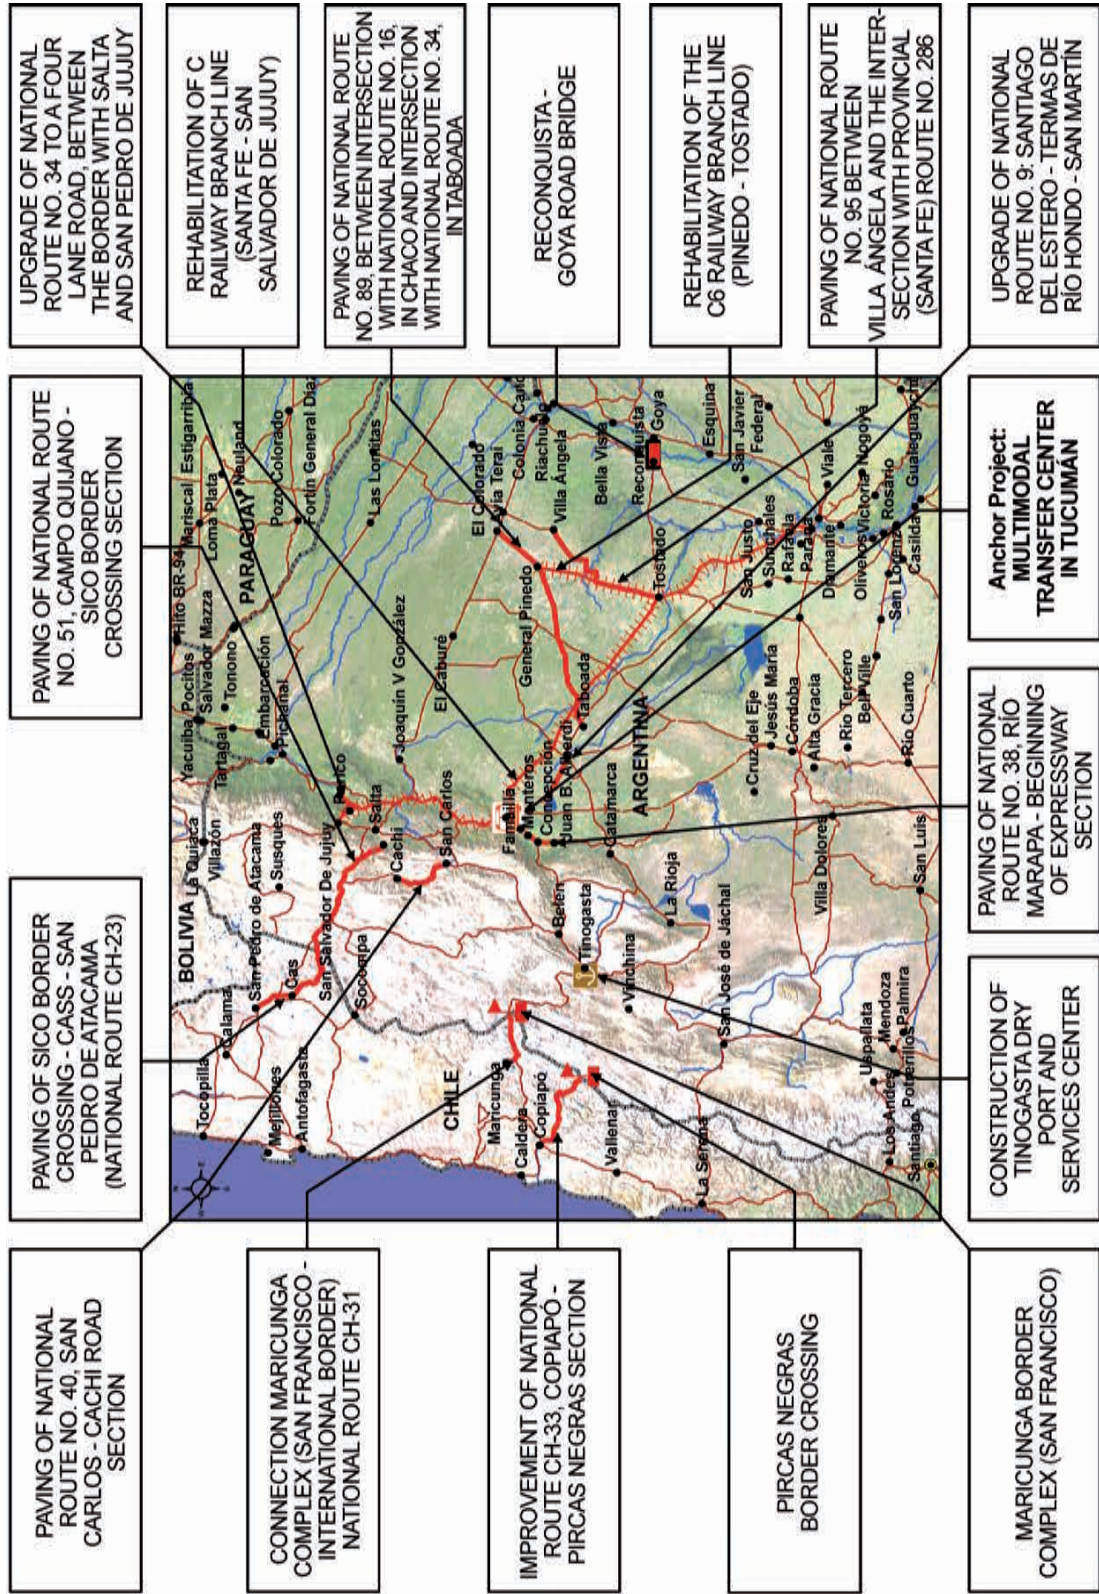 PAVING OF NATIONAL
ROUTE NO. 40, SAN
CARLOS - CACHI ROAD
SECTION
PAVING OF SICO BORDER
CROSSING - CASS - SAN
PEDRO DE ATACAMA
(NATIONAL ROUTE CH-23)
PAVING OF NATIONAL ROUTE
NO. 51, CAMPO QUIJANO -
SICO BORDER
CROSSING SECTION
UPGRADE OF NATIONAL
ROUTE NO. 34 TO A FOUR
LANE ROAD, BETWEEN
THE BORDER WITH SALTA
AND SAN PEDRO DE JUJUY
CONNECTION MARICUNGA
COMPLEX (SAN FRANCISCO -
INTERNATIONAL BORDER)
NATIONAL ROUTE CH-31
IMPROVEMENT OF NATIONAL
ROUTE CH-33, COPIAPÓ -
PIRCAS NEGRAS SECTION
PIRCAS NEGRAS
BORDER CROSSING
MARICUNGA BORDER
COMPLEX (SAN FRANCISCO)
Tocopilla
Calama
Mejillones
Antofagasta
BOLIVIA
La Quiaca
Villazón
San Pedro de Atacama
Susques
Cas
San Salvador De Jujuy
Socompa
Yacuiba
Pocitos
Salvador Mazza
Tartagal
Tonono
Embarcación
Pichanal
Hito BR-94
Mariscal Estigarribia
Loma Plata
Neuland
PARAGUAY
Pozo Colorado
Fortín General Díaz
Las Lomitas
Perico
Salta
Cachi
San Carlos
Joaquín V González
El Caburé
CHILE
Maricunga
Caldera
Copiapó
Vallenar
La Serena
Famaillá
Monteros
Concepción
Juan B. Alberdi
Catamarca
Belén
Tinogasta
Vinchina
La Rioja
San José de Jáchal
ARGENTINA
Taboada
General Pinedo
El Colorado
Avia Terai
Colonia
Riachuelo
Villa Ángela
Bella Vista
Reconquista
Goya
Esquina
Tostado
San Javier
Federal
San Justo
Sunchales
Rafaela
Paraná
Diamante
Viale
Nogoyá
Victoria
Oliveros
Rosario
San Lorenzo
Casilda
Gualeguaychú
Cruz del Eje
Jesús María
Córdoba
Alta Gracia
Río Tercero
Bell Ville
Río Cuarto
Villa Dolores
San Luis
Uspallata
Mendoza
Palmira
Potrerillos
Los Andes
Santiago
REHABILITATION OF C
RAILWAY BRANCH LINE
(SANTA FE - SAN
SALVADOR DE JUJUY)
PAVING OF NATIONAL ROUTE
NO. 89, BETWEEN INTERSECTION
WITH NATIONAL ROUTE NO. 16,
IN CHACO AND INTERSECTION
WITH NATIONAL ROUTE NO. 34,
IN TABOADA
RECONQUISTA -
GOYA ROAD BRIDGE
REHABILITATION OF THE
C6 RAILWAY BRANCH LINE
(PINEDO - TOSTADO)
PAVING OF NATIONAL ROUTE
NO. 95 BETWEEN
VILLA ÁNGELA AND THE INTER-
SECTION WITH PROVINCIAL
(SANTA FE) ROUTE NO. 286
CONSTRUCTION OF
TINOGASTA DRY
PORT AND
SERVICES CENTER
PAVING OF NATIONAL
ROUTE NO. 38, RÍO
MARAPA - BEGINNING
OF EXPRESSWAY
SECTION
Anchor Project:
MULTIMODAL
TRANSFER CENTER
IN TUCUMÁN
UPGRADE OF NATIONAL
ROUTE NO. 9: SANTIAGO
DEL ESTERO - TERMAS DE
RÍO HONDO - SAN MARTÍN